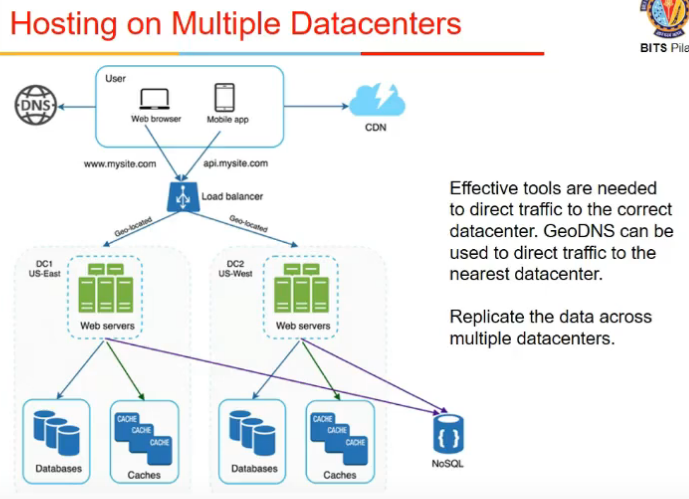 Hosting on Multiple Datacenters
BITS Pila
User
DNS
Web browser
Mobile app
CDN
www.mysite.com
api.mysite.com
Load balancer
Geo-located
Geo-located
DC1
US-East
DC2
US-West
Web servers
Web servers
CACHE
CACHE
CACHE
CACHE
CACHE
CACHE
{ }
Databases
Caches
Databases
Caches
NoSQL
Effective tools are needed
to direct traffic to the correct
datacenter. GeoDNS can be
used to direct traffic to the
nearest datacenter.
Replicate the data across
multiple datacenters.